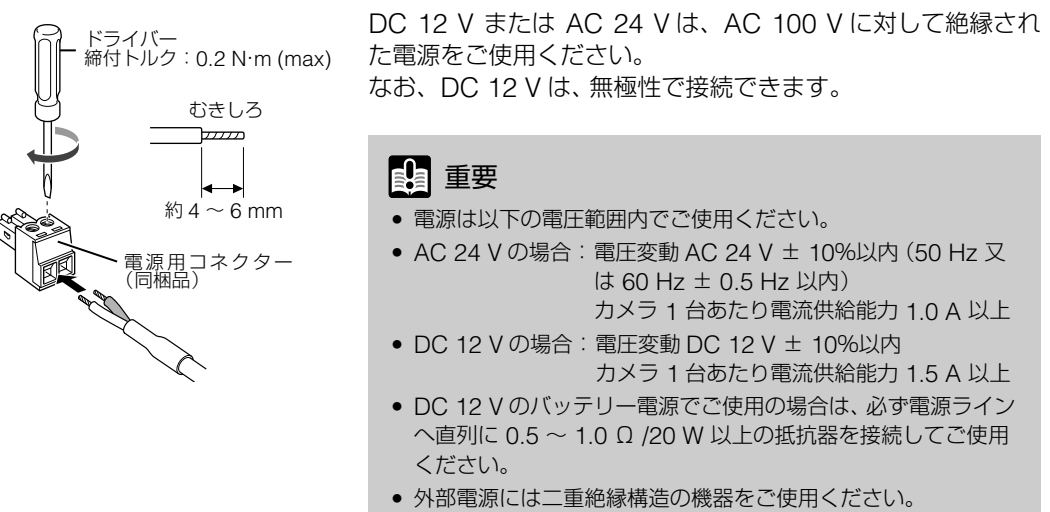 ドライバー
締付トルク：0.2 N·m (max)
むきしろ
約 4 ～ 6 mm
電源用コネクター
（同梱品）
DC 12 V または AC 24 V は、AC 100 V に対して絶縁され
た電源をご使用ください。
なお、DC 12 V は、無極性で接続できます。
重要
• 電源は以下の電圧範囲内でご使用ください。
• AC 24 V の場合：電圧変動 AC 24 V ± 10%以内（50 Hz 又
は 60 Hz ± 0.5 Hz 以内）
カメラ 1 台あたり電流供給能力 1.0 A 以上
• DC 12 V の場合：電圧変動 DC 12 V ± 10%以内
カメラ 1 台あたり電流供給能力 1.5 A 以上
• DC 12 V のバッテリー電源でご使用の場合は、必ず電源ライン
へ直列に 0.5 ～ 1.0 Ω /20 W 以上の抵抗器を接続してご使用
ください。
• 外部電源には二重絶縁構造の機器をご使用ください。